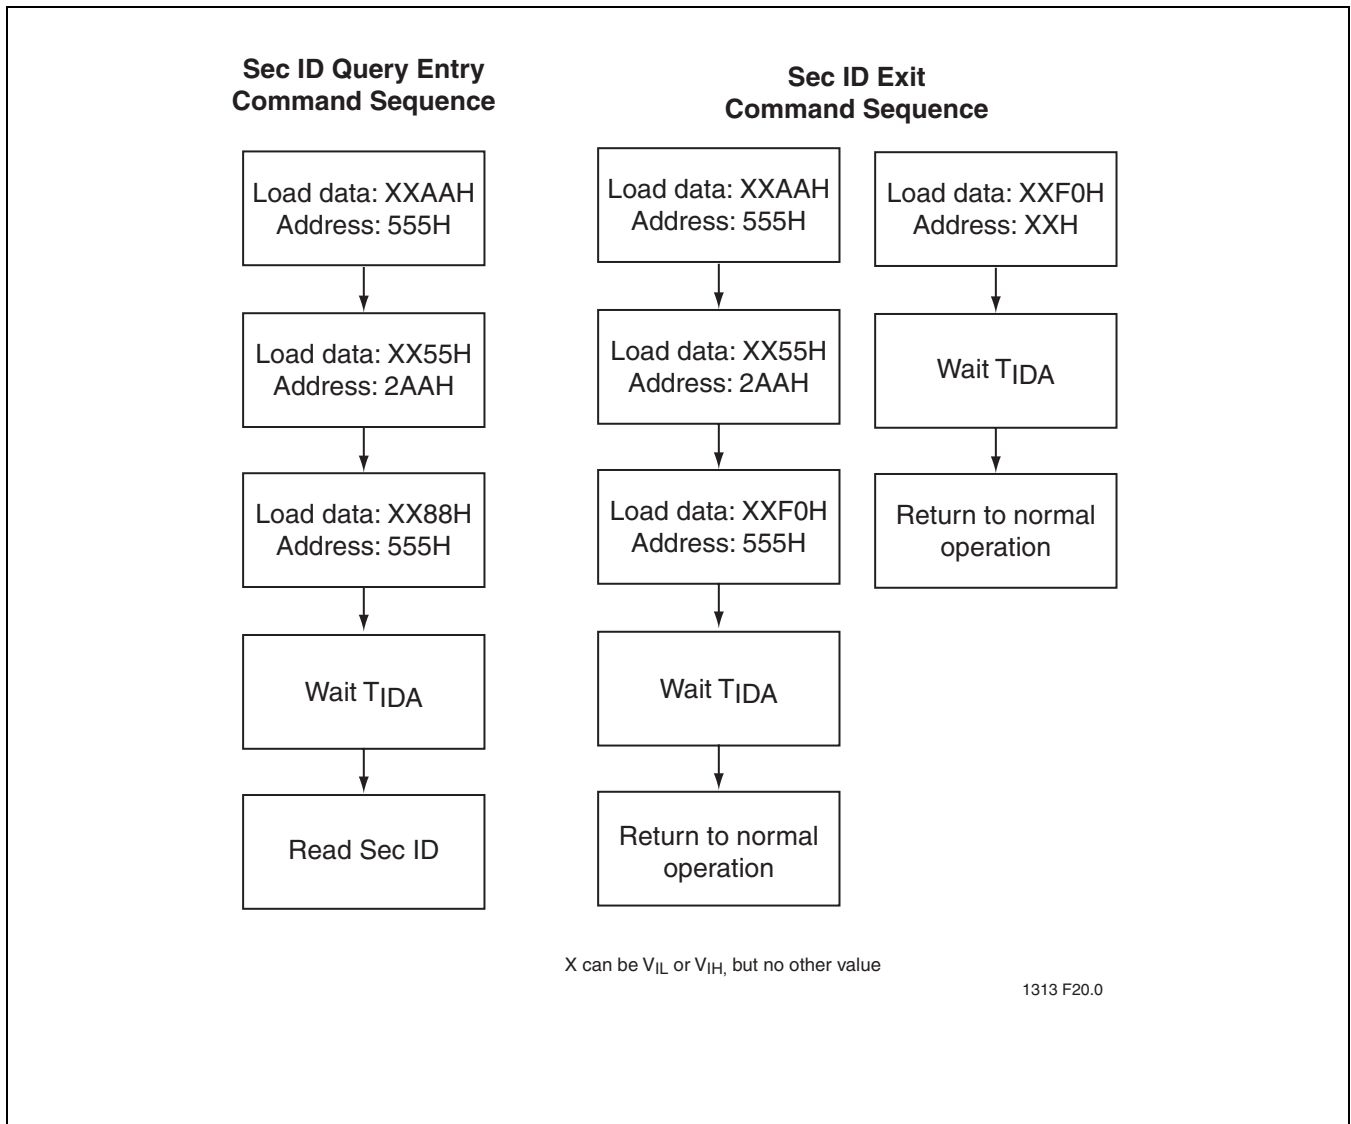 Sec ID Query Entry
Command Sequence
Load data: XXAAH
Address: 555H
Load data: XX55H
Address: 2AAH
Load data: XX88H
Address: 555H
Wait TIDA
Read Sec ID
Sec ID Exit
Command Sequence
Load data: XXAAH
Address: 555H
Load data: XX55H
Address: 2AAH
Load data: XXF0H
Address: 555H
Wait TIDA
Return to normal
operation
Load data: XXF0H
Address: XXH
Wait TIDA
Return to normal
operation
X can be VIL or VIH, but no other value
1313 F20.0